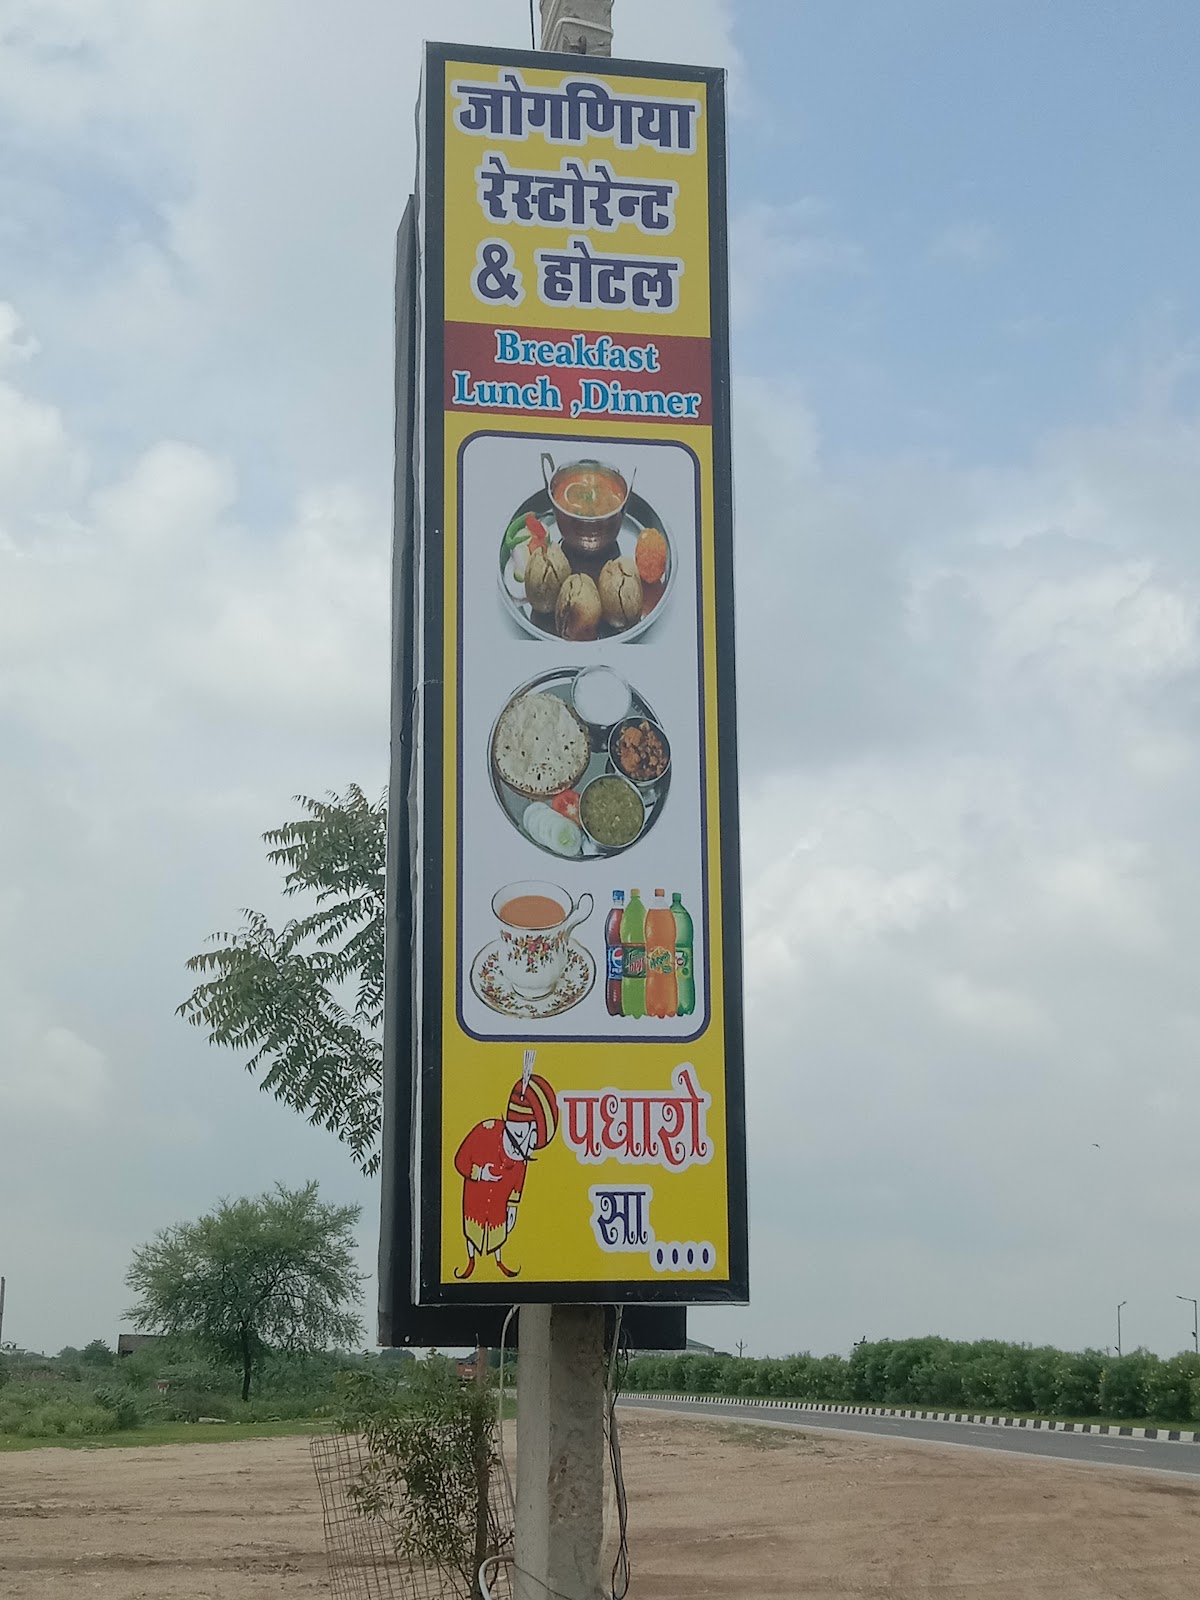 जोगणिया
रेस्टोरेन्ट
& होटल
Breakfast
Lunch ,Dinner
पधारो
सा....